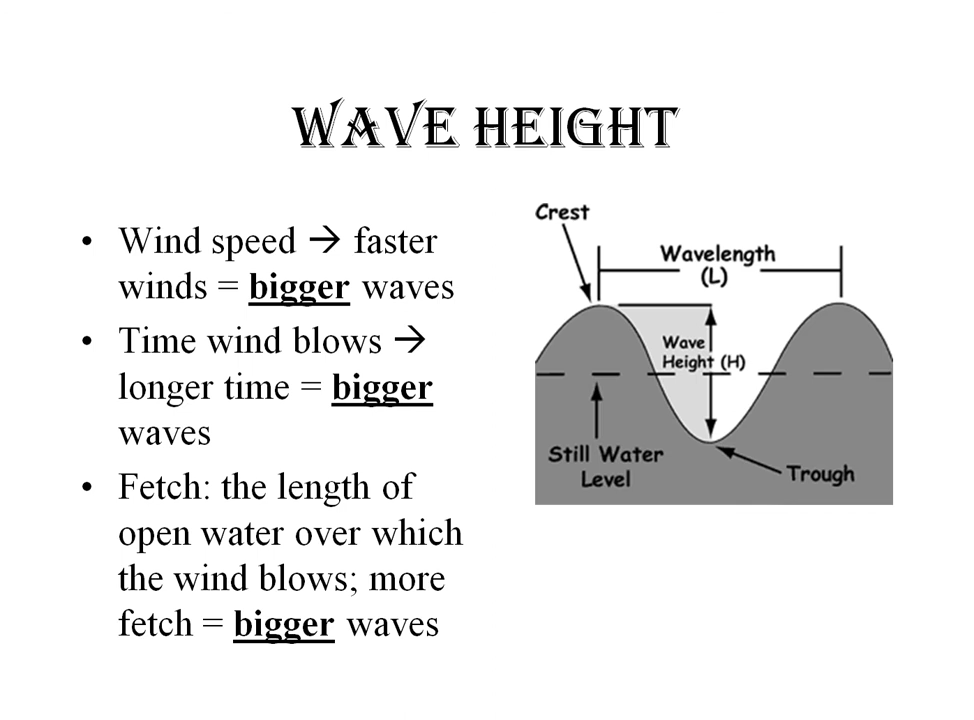 WAVE HEIGHT
• Wind speed → faster
winds = bigger waves
• Time wind blows →
longer time = bigger
waves
• Fetch: the length of
open water over which
the wind blows; more
fetch = bigger waves
Crest
Wavelength
(L)
Wave
Height (H)
Still Water
Level
Trough